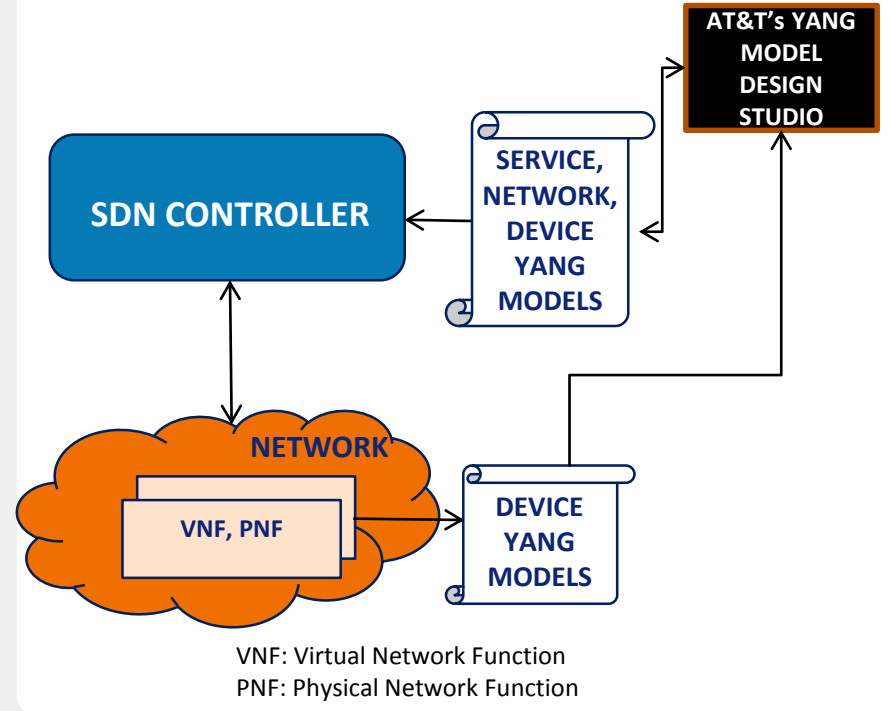 AT&T's YANG
MODEL
DESIGN
STUDIO
SERVICE,
NETWORK,
DEVICE
YANG
MODELS
SDN CONTROLLER
NETWORK
VNF, PNF
DEVICE
YANG
MODELS
VNF: Virtual Network Function
PNF: Physical Network Function